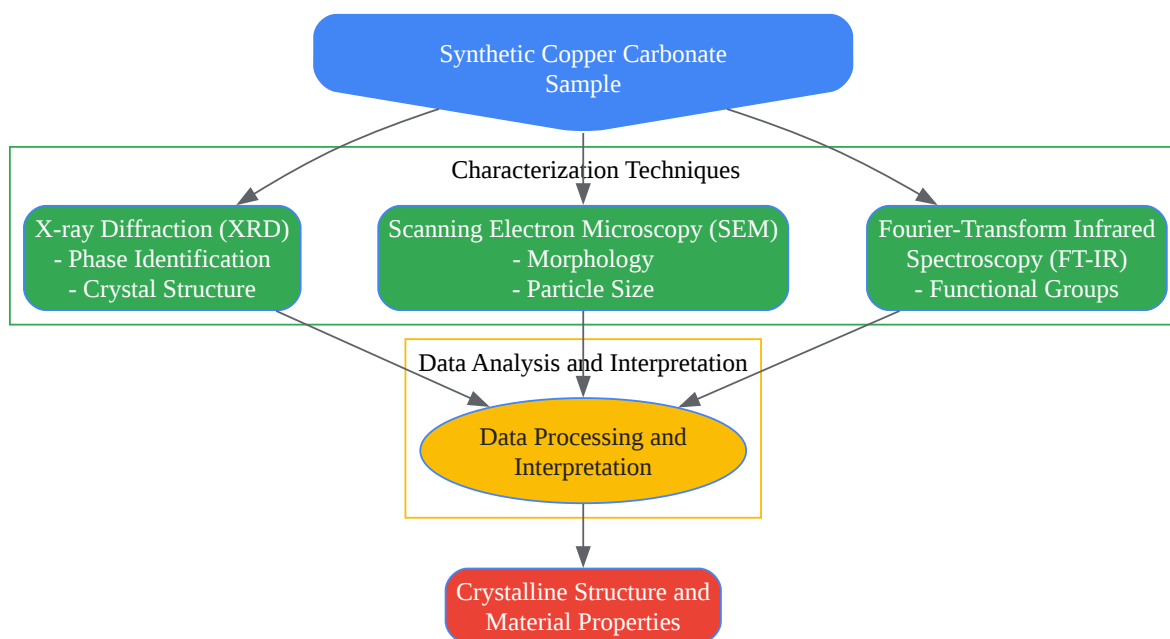 Synthetic Copper Carbonate
Sample
Characterization Techniques
X-ray Diffraction (XRD)
- Phase Identification
- Crystal Structure
Scanning Electron Microscopy (SEM)
- Morphology
- Particle Size
Fourier-Transform Infrared
Spectroscopy (FT-IR)
- Functional Groups
Data Analysis and Interpretation
Data Processing and
Interpretation
Crystalline Structure and
Material Properties